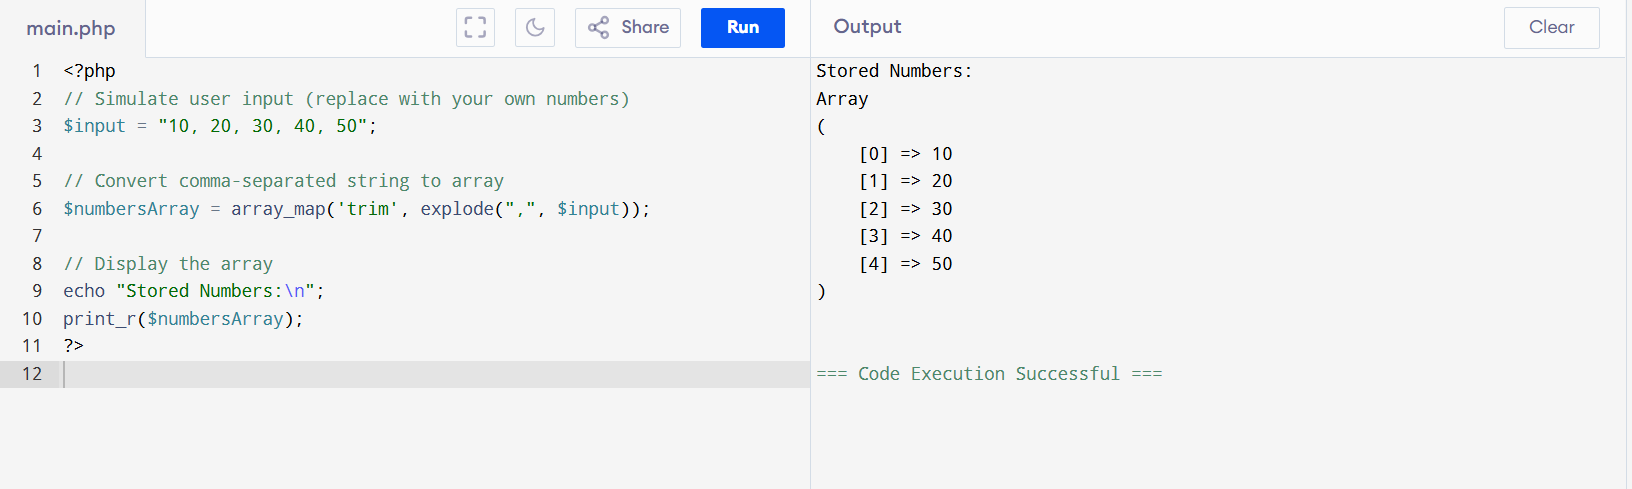 main.php
Share
Run
1 <?php
2 // Simulate user input (replace with your own numbers)
3 $input = "10, 20, 30, 40, 50";
4
5 // Convert comma-separated string to array
6 $numbersArray = array_map('trim', explode(",", $input));
7
8 // Display the array
9 echo "Stored Numbers:\n";
10 print_r($numbersArray);
11 ?>
12
Output
Clear
Stored Numbers:
Array
(
    [0] => 10
    [1] => 20
    [2] => 30
    [3] => 40
    [4] => 50
)
=== Code Execution Successful ===